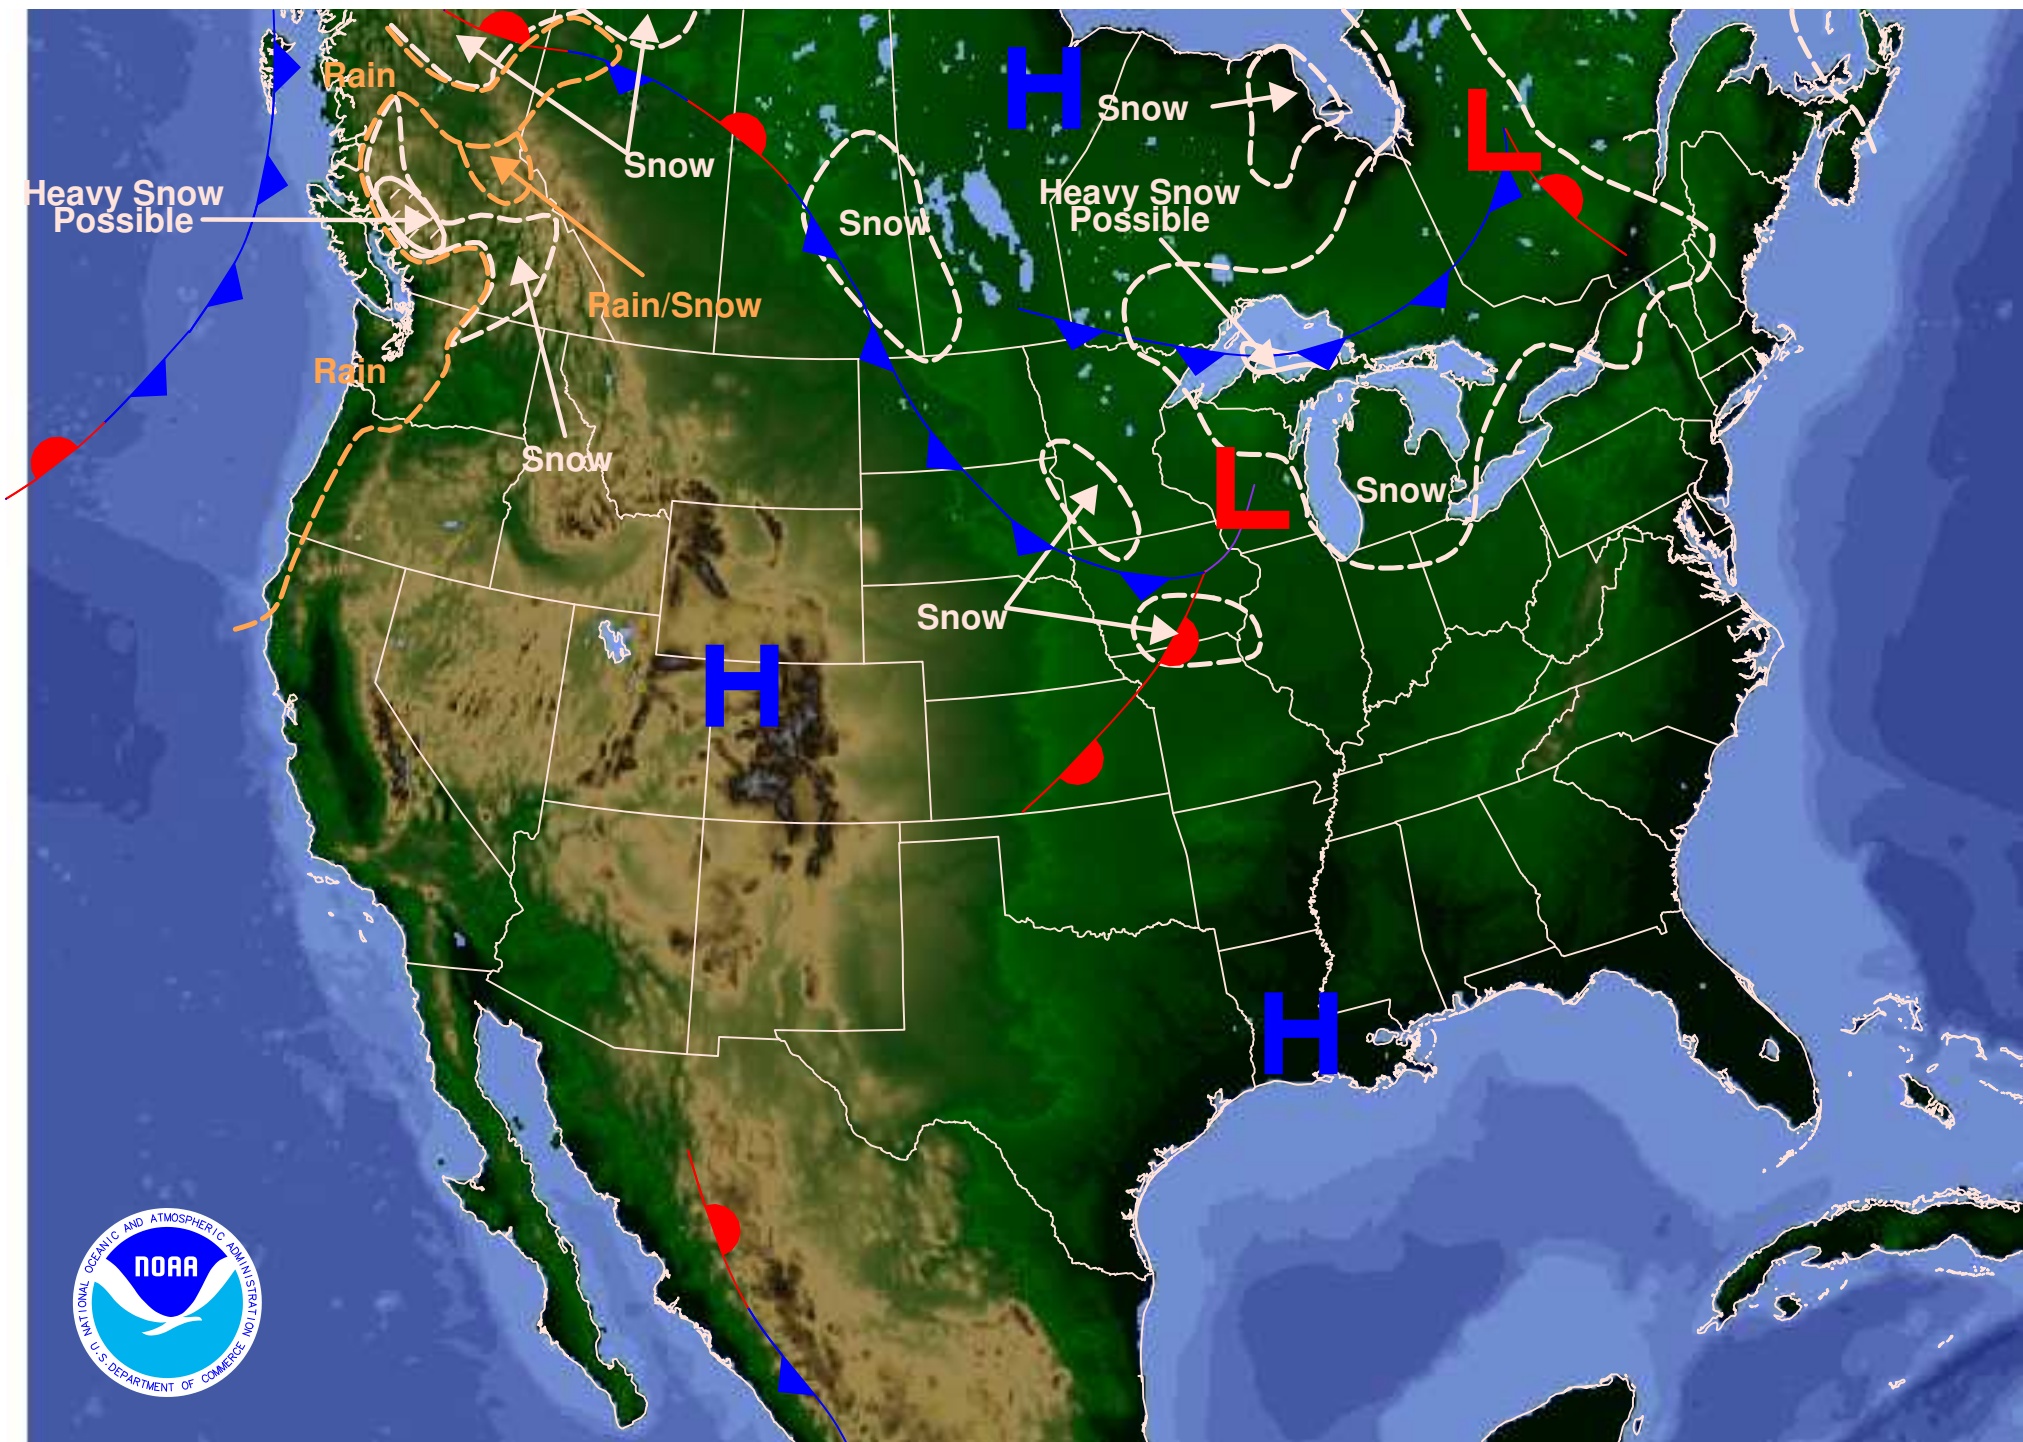 Rain
H
Snow
L
Snow
Heavy Snow
Possible
Heavy Snow
Possible
Snow
Rain/Snow
Rain
Snow
L
Snow
Snow
H
H
NATIONAL OCEANIC AND ATMOSPHERIC ADMINISTRATION
NOAA
U.S. DEPARTMENT OF COMMERCE